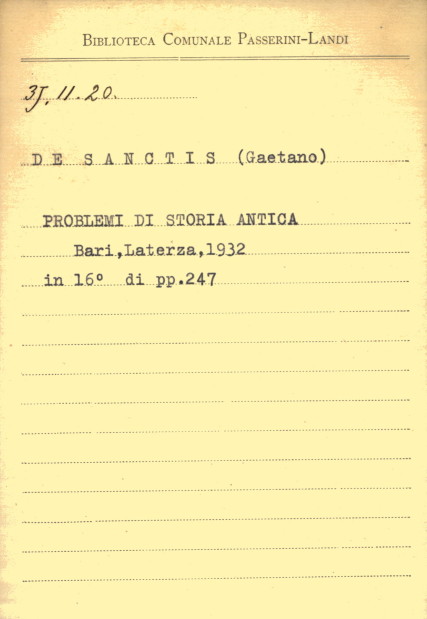 BIBLIOTECA COMUNALE PASSERINI-LANDI
3J.11.20.
DE SANCTIS (Gaetano)
PROBLEMI DI STORIA ANTICA
Bari,Laterza,1932
in 16° di pp.247